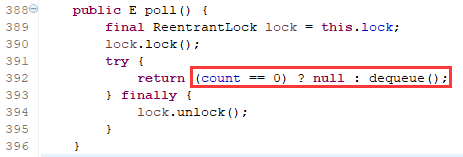 388 public E poll() {
389 final ReentrantLock lock = this.lock;
390 lock.lock();
391 try {
392 return (count == 0) ? null : dequeue();
393 } finally {
394 lock.unlock();
395 }
396 }